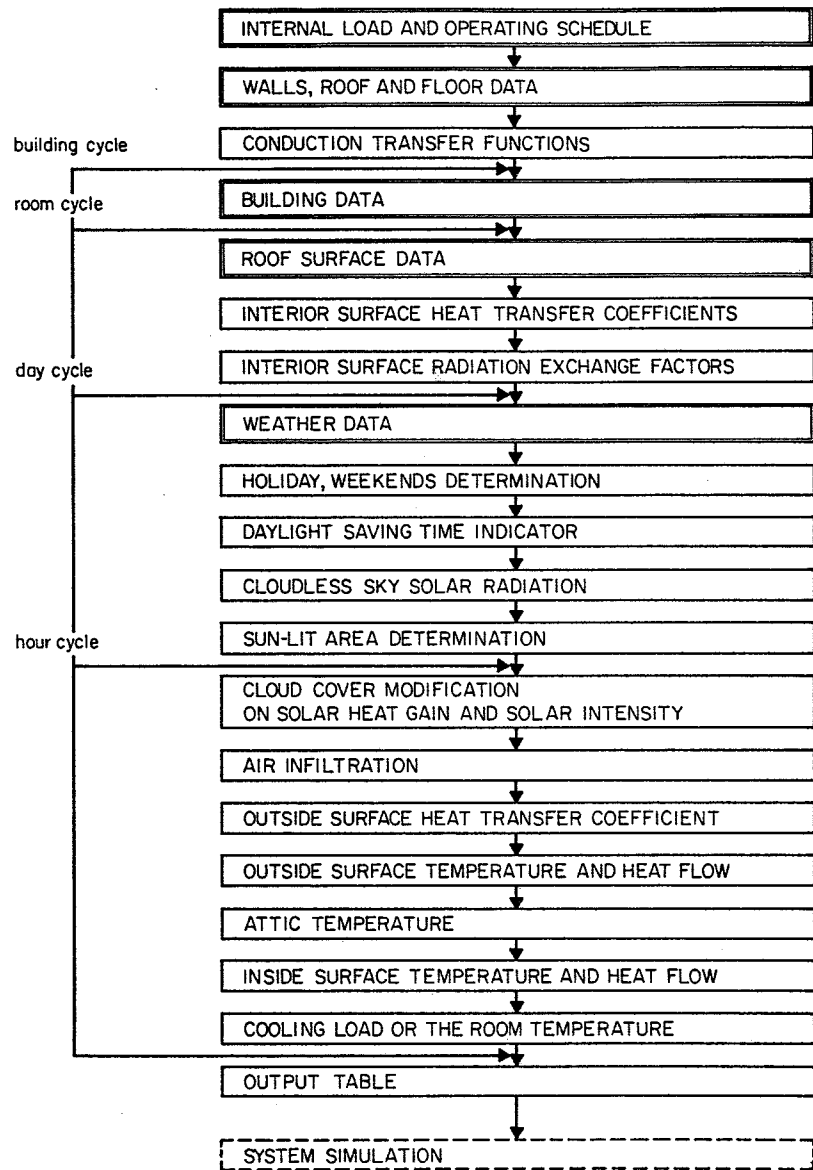 INTERNAL LOAD AND OPERATING SCHEDULE
WALLS, ROOF AND FLOOR DATA
building cycle
CONDUCTION TRANSFER FUNCTIONS
room cycle
BUILDING DATA
ROOF SURFACE DATA
INTERIOR SURFACE HEAT TRANSFER COEFFICIENTS
day cycle
INTERIOR SURFACE RADIATION EXCHANGE FACTORS
WEATHER DATA
HOLIDAY, WEEKENDS DETERMINATION
DAYLIGHT SAVING TIME INDICATOR
CLOUDLESS SKY SOLAR RADIATION
hour cycle
SUN-LIT AREA DETERMINATION
CLOUD COVER MODIFICATION
ON SOLAR HEAT GAIN AND SOLAR INTENSITY
AIR INFILTRATION
OUTSIDE SURFACE HEAT TRANSFER COEFFICIENT
OUTSIDE SURFACE TEMPERATURE AND HEAT FLOW
ATTIC TEMPERATURE
INSIDE SURFACE TEMPERATURE AND HEAT FLOW
COOLING LOAD OR THE ROOM TEMPERATURE
OUTPUT TABLE
SYSTEM SIMULATION